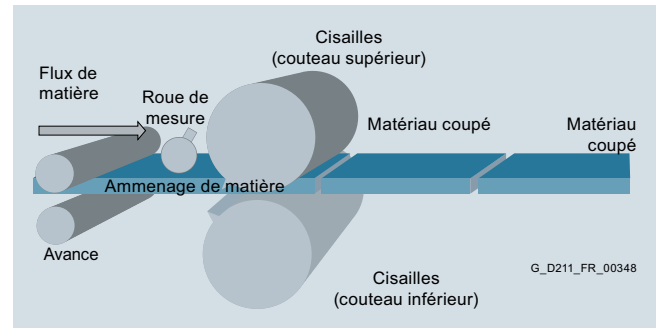 Cisailles
(couteau supérieur)
Flux de
matière
Roue de
mesure
Matériau coupé
Matériau
coupé
Ammenage de matière
Avance
G_D211_FR_00348
Cisailles
(couteau inférieur)